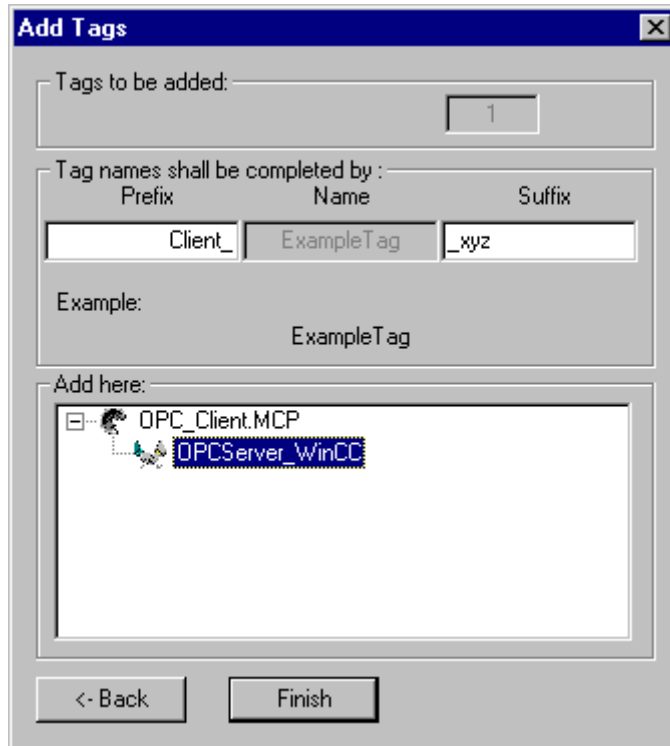 Add Tags
Tags to be added:
1
Tag names shall be completed by :
Prefix Name Suffix
Client_ ExampleTag _xyz
Example:
ExampleTag
Add here:
OPC_Client.MCP
OPCServer_WinCC
<- Back Finish